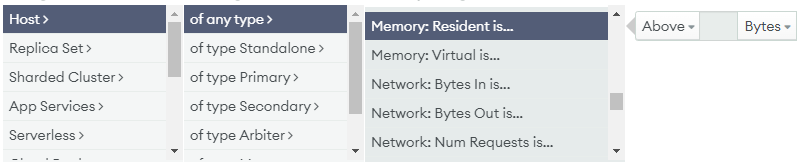 Host >
Replica Set >
Sharded Cluster >
App Services >
Serverless >
of any type >
of type Standalone >
of type Primary >
of type Secondary >
of type Arbiter >
Memory: Resident is...
Memory: Virtual is...
Network: Bytes In is...
Network: Bytes Out is...
Network: Num Requests is...
Above
Bytes